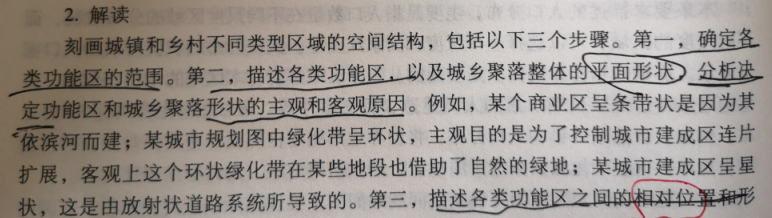 2. 解读
刻画城镇和乡村不同类型区域的空间结构，包括以下三个步骤。第一，确定各
类功能区的范围。第二，描述各类功能区，以及城乡聚落整体的平面形状，分析决
定功能区和城乡聚落形状的主观和客观原因。例如，某个商业区呈条带状是因为其
依滨河而建；某城市规划图中绿化带呈环状，主观目的是为了控制城市建成区连片
扩展，客观上这个环状绿化带在某些地段也借助了自然的绿地；某城市建成区呈星
状，这是由放射状道路系统所导致的。第三，描述各类功能区之间的相对位置和形